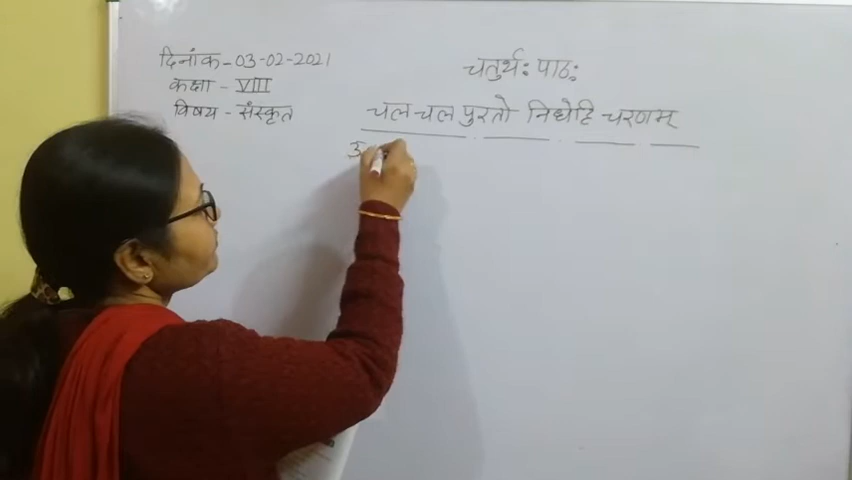 दिनांक - 03-02-2021
कक्षा - VIII
विषय - संस्कृत
चतुर्थः पाठः
चल चल पुरतो निधेहि चरणम्